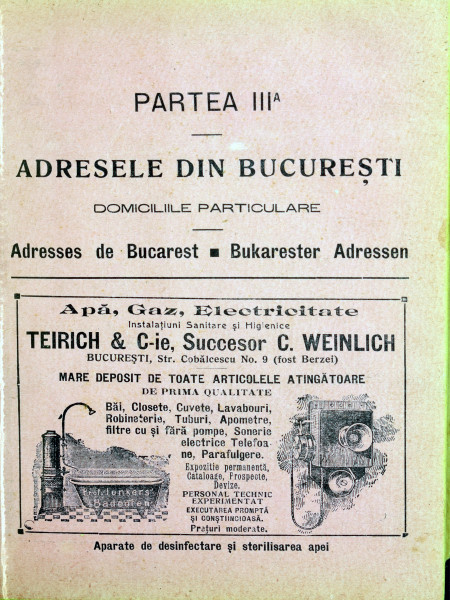 PARTEA IIIᴬ
ADRESELE DIN BUCUREȘTI
DOMICILIILE PARTICULARE
Adresses de Bucarest ■ Bukarester Adressen
Apă, Gaz, Electricitate
Instalațiuni Sanitare și Higienice
TEIRICH & C-ie, Succesor C. WEINLICH
BUCUREȘTI, Str. Cobălcescu No. 9 (fost Berzei)
MARE DEPOSIT DE TOATE ARTICOLELE ATINGĂTOARE
DE PRIMA QUALITATE
Băi, Closete, Cuvete, Lavabouri,
Robineterie, Tuburi, Apometre,
filtre cu și fără pompe, Sonerie
electrice Telefoa-
ne, Parafulgere.
Expoziție permanentă,
Cataloage, Prospecte,
Devize.
PERSONAL TECHNIC
EXPERIMENTAT
EXECUTAREA PROMPTĂ
ȘI CONȘTIINCIOASĂ.
Prețuri moderate.
Badeofen
Aparate de desinfectare și sterilisarea apei